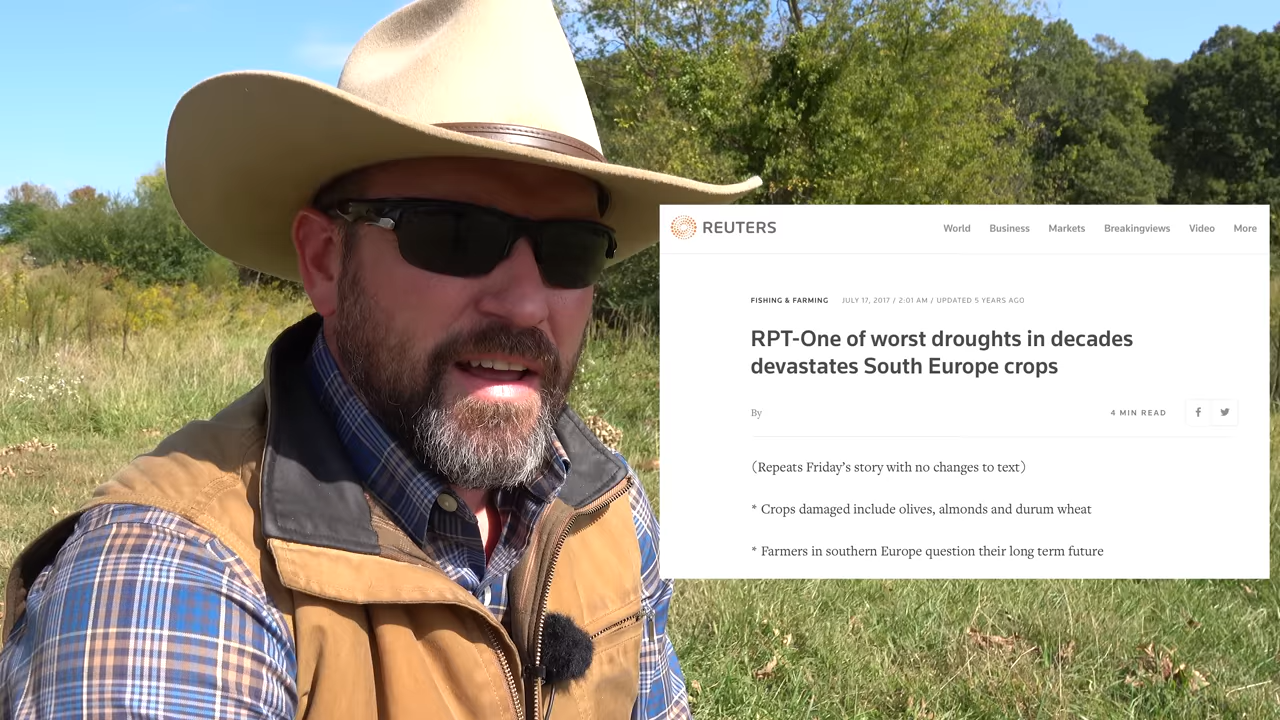 REUTERS
World Business Markets Breakingviews Video More
FISHING & FARMING JULY 17, 2017 / 2:01 AM / UPDATED 5 YEARS AGO
RPT-One of worst droughts in decades
devastates South Europe crops
By
4 MIN READ
(Repeats Friday's story with no changes to text)
* Crops damaged include olives, almonds and durum wheat
* Farmers in southern Europe question their long term future